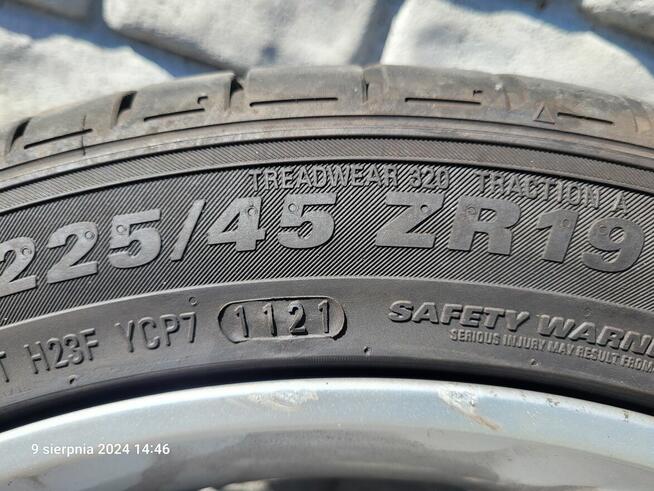 TREADWEAR 320 TRACTION A
225/45 ZR19
H23F YCP7 1121
SAFETY WARN
SERIOUS INJURY MAY RESULT FROM
9 sierpnia 2024 14:46